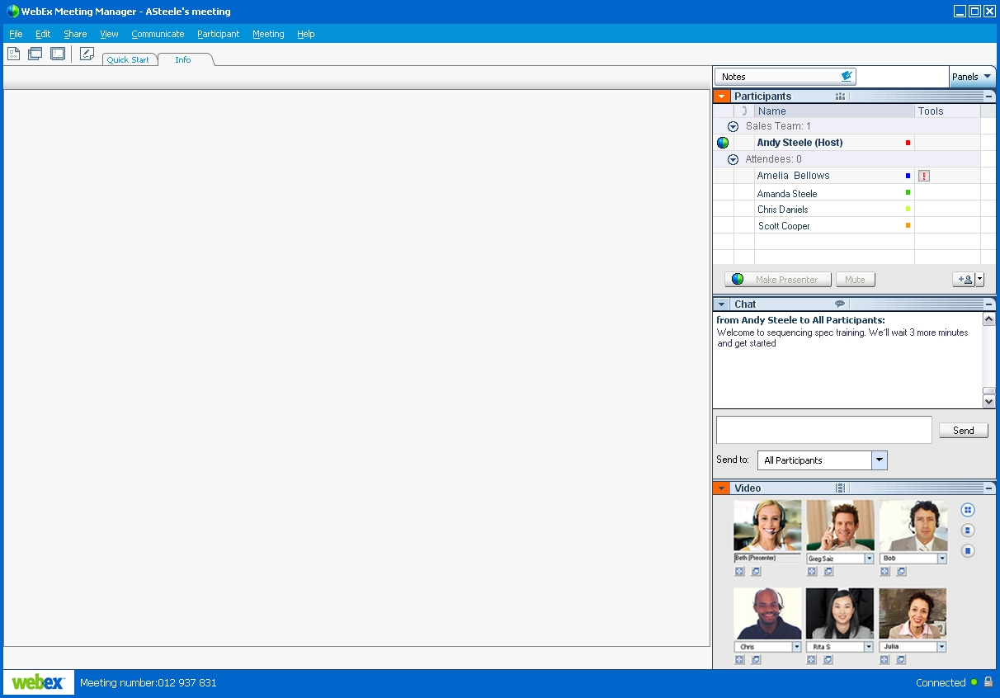 WebEx Meeting Manager - ASteele's meeting
File Edit Share View Communicate Participant Meeting Help
Quick Start Info
Notes
Panels
Participants
Name Tools
Sales Team: 1
Andy Steele (Host)
Attendees: 0
Amelia Bellows
!
Amanda Steele
Chris Daniels
Scott Cooper
Make Presenter Mute
Chat
from Andy Steele to All Participants:
Welcome to sequencing spec training. We'll wait 3 more minutes
and get started
Send
Send to: All Participants
Video
Beth (Presenter) Greg Saiz Bob
Chris Rita S Julia
webex Meeting number:012 937 831
Connected